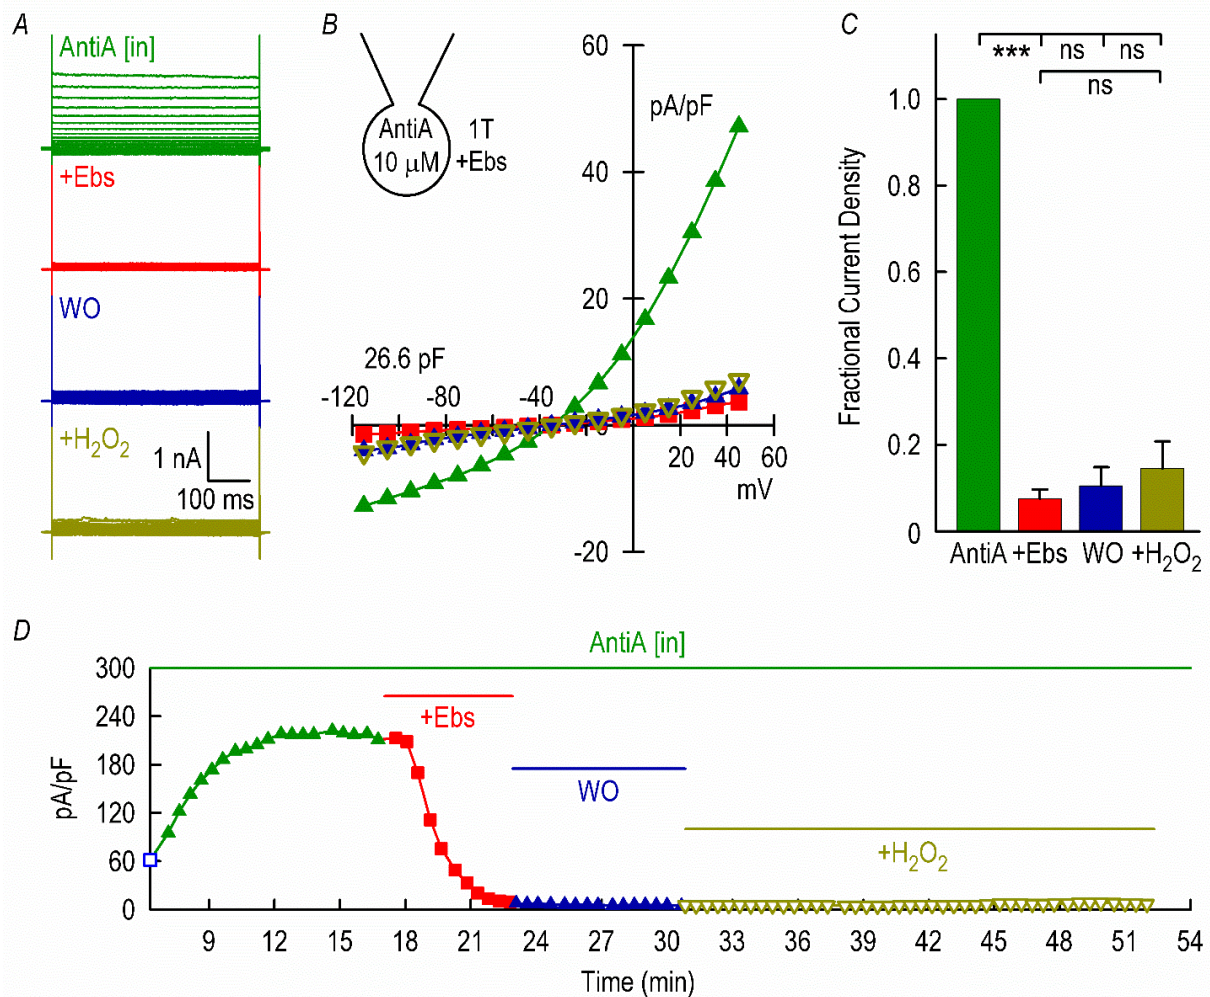 A
AntiA [in]
+Ebs
WO
+H₂O₂
1 nA
100 ms
B
AntiA
10 μM
1T
+Ebs
pA/pF
60
40
20
-20
26.6 pF
-120 -80 -40 20 40 60
mV
C
*** ns ns
ns
Fractional Current Density
1.0
0.8
0.6
0.4
0.2
0
AntiA +Ebs WO +H₂O₂
D
AntiA [in]
+Ebs
WO
+H₂O₂
pA/pF
300
240
180
120
60
0
9 12 15 18 21 24 27 30 33 36 39 42 45 48 51 54
Time (min)